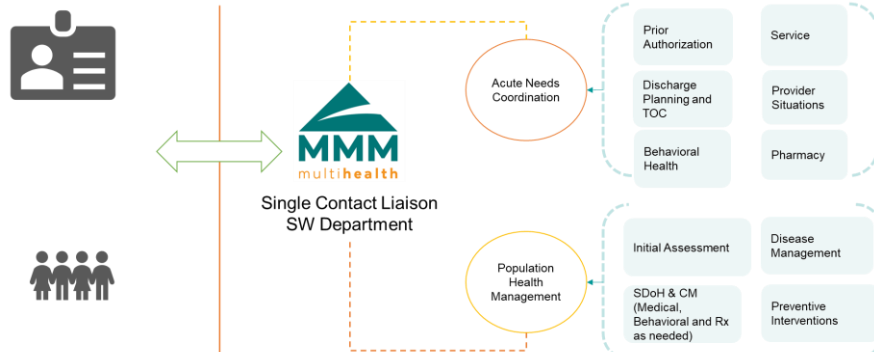 MMM
multihealth
Single Contact Liaison
SW Department
Acute Needs
Coordination
Prior
Authorization
Service
Discharge
Planning and
TOC
Provider
Situations
Behavioral
Health
Pharmacy
Population
Health
Management
Initial Assessment
Disease
Management
SDoH & CM
(Medical,
Behavioral and Rx
as needed)
Preventive
Interventions